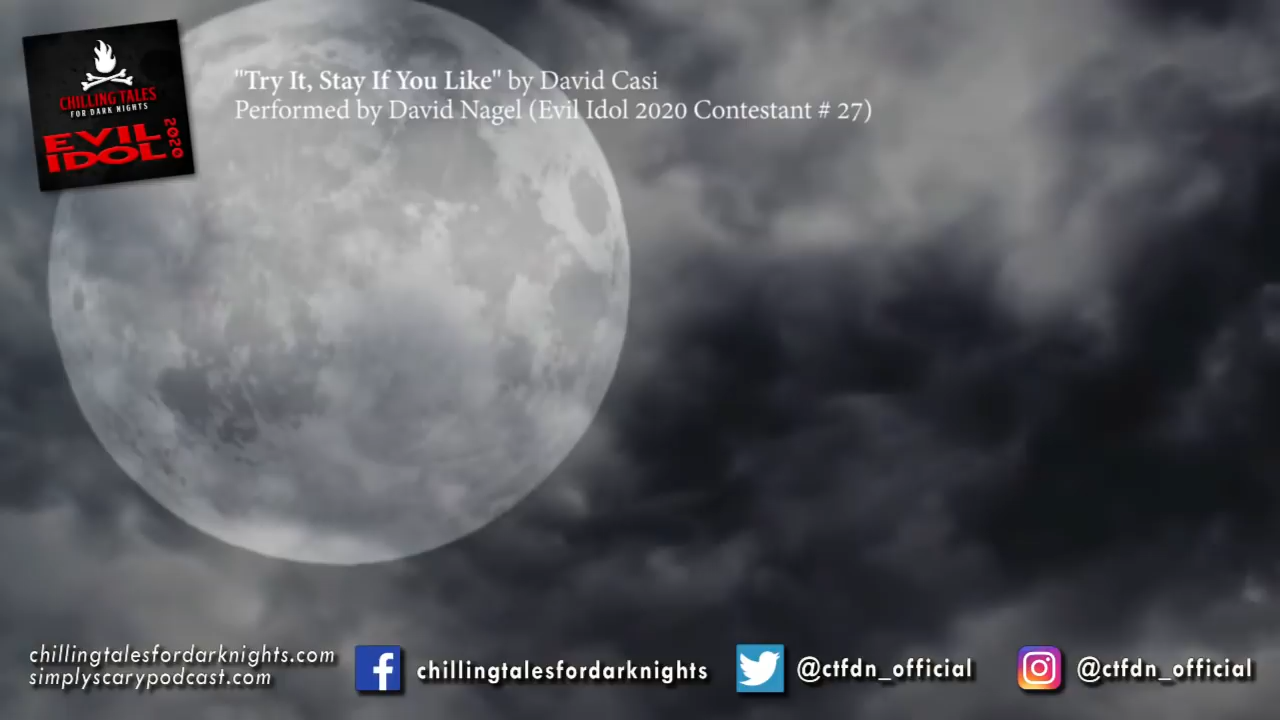 CHILLING TALES
FOR DARK NIGHTS
EVIL
IDOL
2020
"Try It, Stay If You Like" by David Casi
Performed by David Nagel (Evil Idol 2020 Contestant # 27)
chillingtalesfordarknights.com
simplyscarypodcast.com
chillingtalesfordarknights
@ctfdn_official
@ctfdn_official